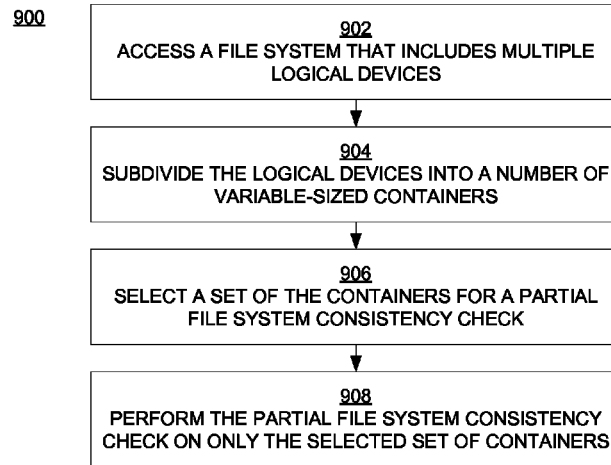 900
902
ACCESS A FILE SYSTEM THAT INCLUDES MULTIPLE
LOGICAL DEVICES
904
SUBDIVIDE THE LOGICAL DEVICES INTO A NUMBER OF
VARIABLE-SIZED CONTAINERS
906
SELECT A SET OF THE CONTAINERS FOR A PARTIAL
FILE SYSTEM CONSISTENCY CHECK
908
PERFORM THE PARTIAL FILE SYSTEM CONSISTENCY
CHECK ON ONLY THE SELECTED SET OF CONTAINERS